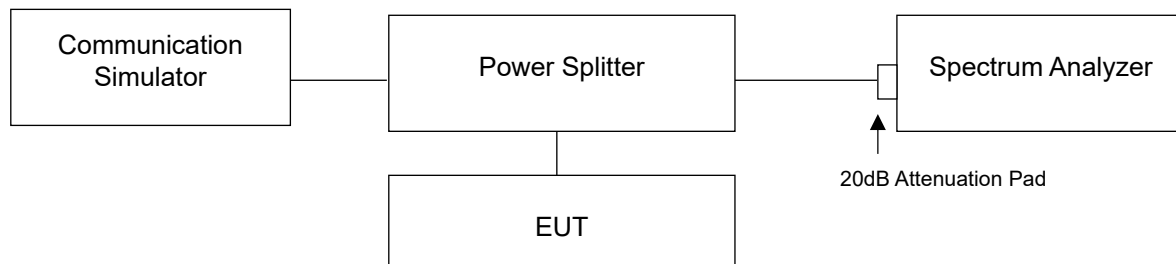 Communication
Simulator
Power Splitter
Spectrum Analyzer
20dB Attenuation Pad
EUT